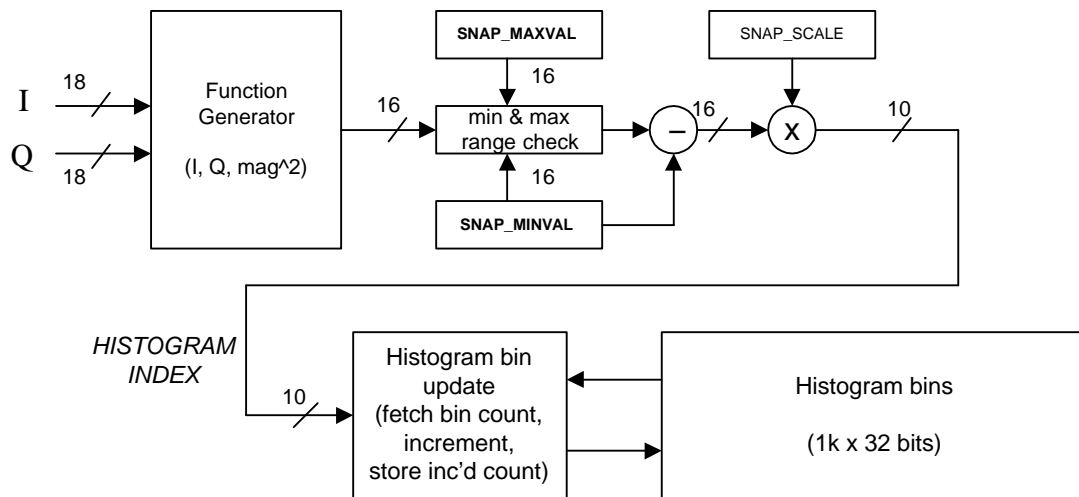 SNAP_MAXVAL
SNAP_SCALE
18
I
Function
Generator
(I, Q, mag^2)
16
16
min & max
range check
–
16
X
10
Q
18
16
SNAP_MINVAL
HISTOGRAM
INDEX
10
Histogram bin
update
(fetch bin count,
increment,
store inc'd count)
Histogram bins
(1k x 32 bits)